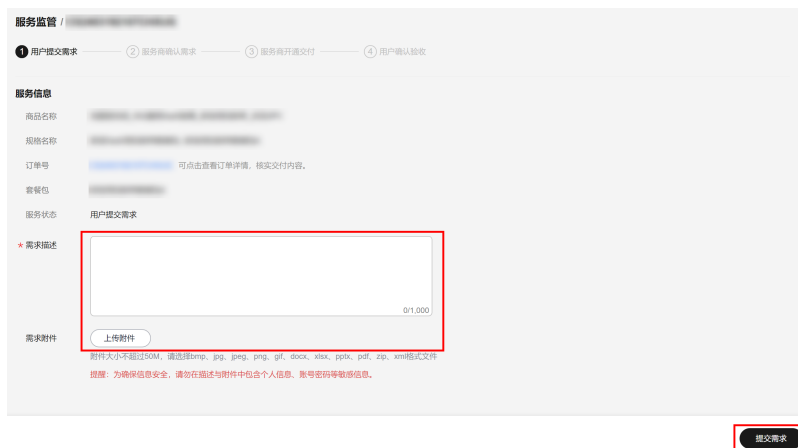 服务监管 /
1 用户提交需求 2 服务商确认需求 3 服务商开通交付 4 用户确认验收
服务信息
商品名称
规格名称
订单号 可点击查看订单详情，核实交付内容。
套餐包
服务状态 用户提交需求
* 需求描述
0/1,000
需求附件 上传附件
附件大小不超过50M，请选择bmp、jpg、jpeg、png、gif、docx、xlsx、pptx、pdf、zip、xml格式文件
提醒：为确保信息安全，请勿在描述与附件中包含个人信息、账号密码等敏感信息。
提交需求